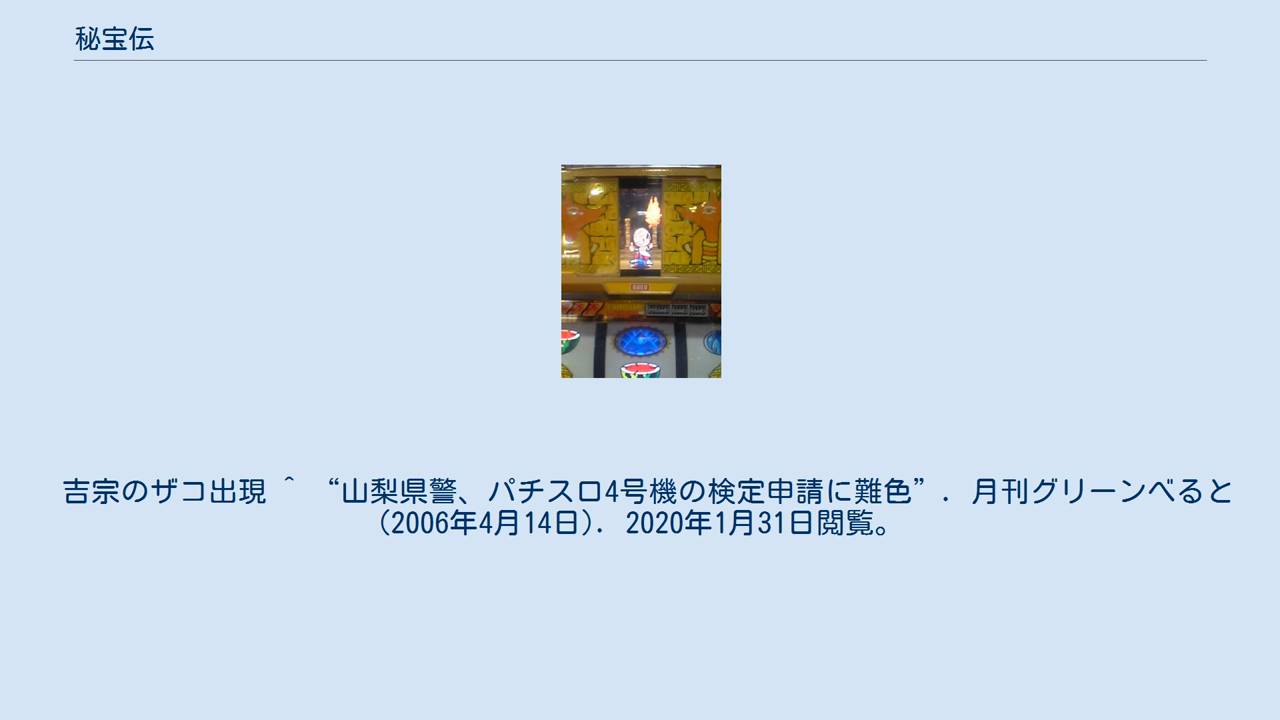 秘宝伝
吉宗のザコ出現 ^ “山梨県警、パチスロ4号機の検定申請に難色”. 月刊グリーンべると
(2006年4月14日). 2020年1月31日閲覧。